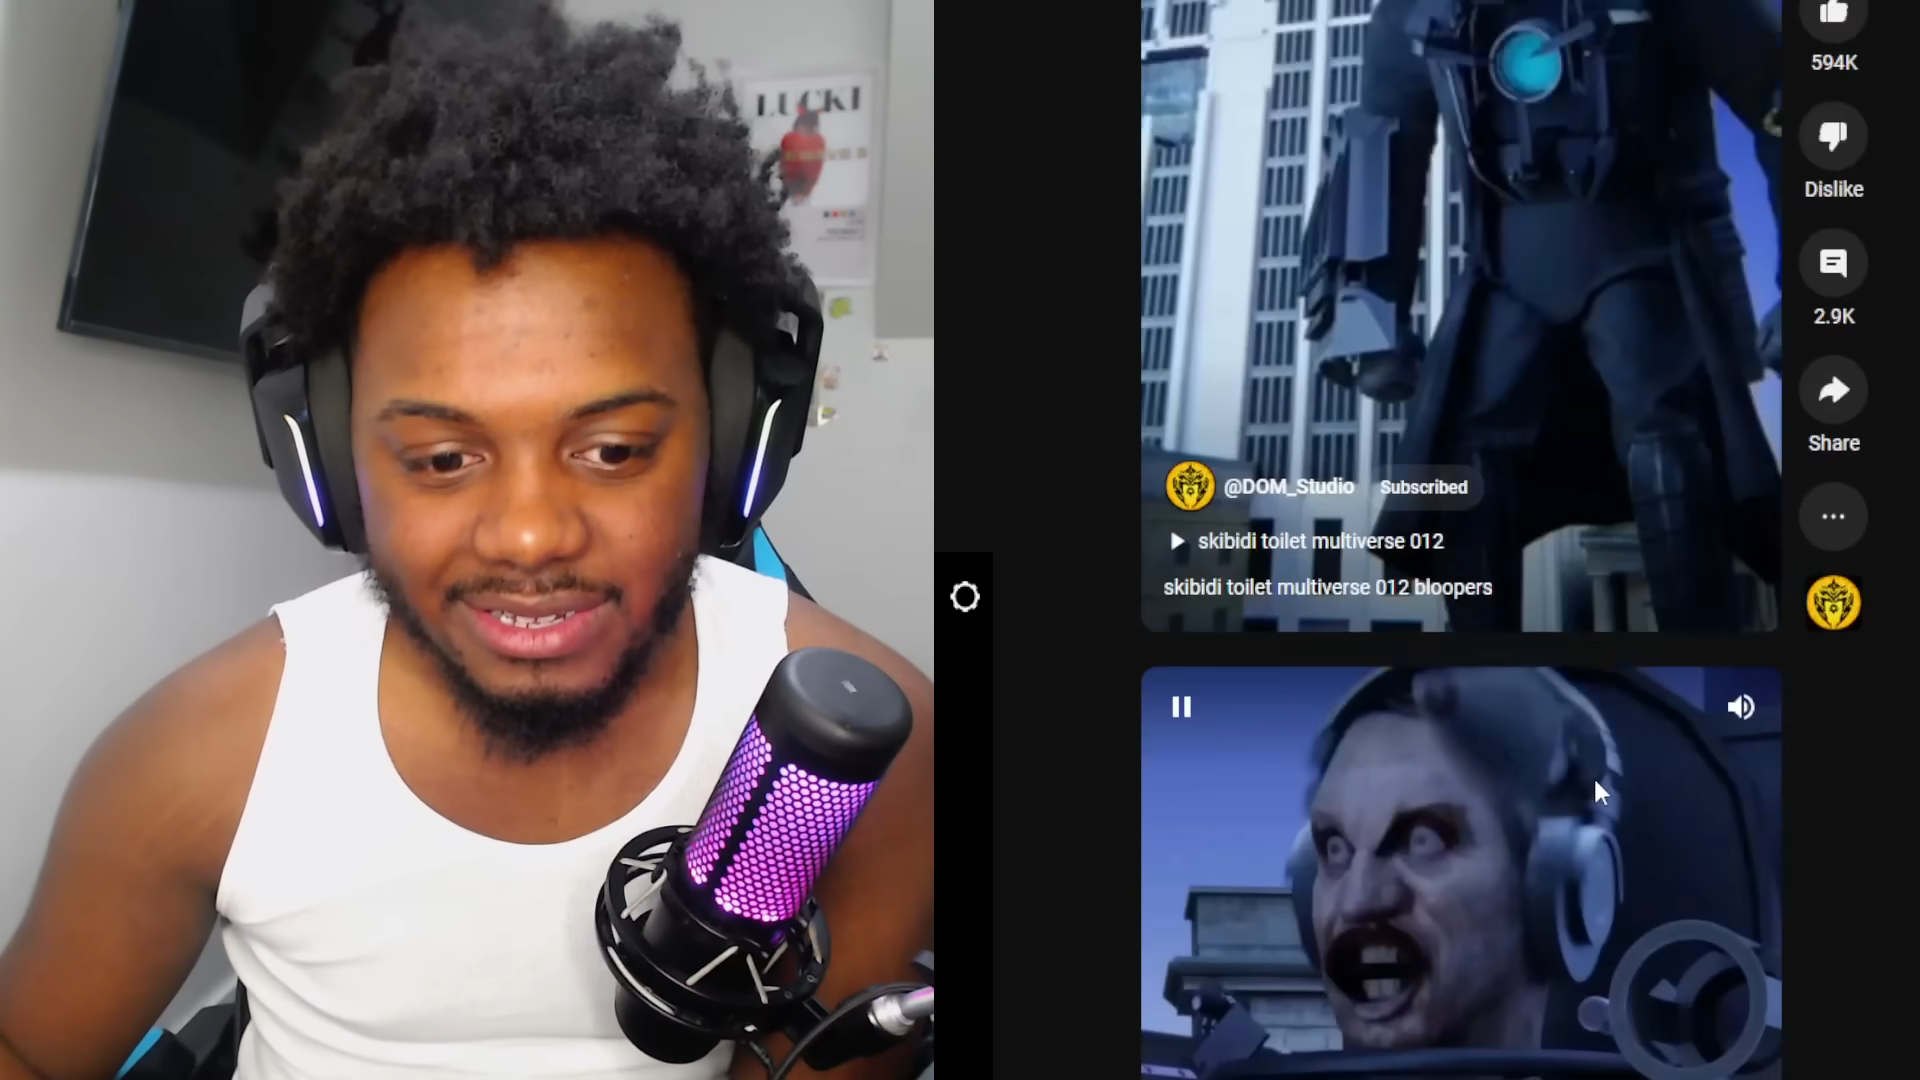 LUCKI
594K
Dislike
2.9K
Share
@DOM_Studio Subscribed
skibidi toilet multiverse 012
skibidi toilet multiverse 012 bloopers